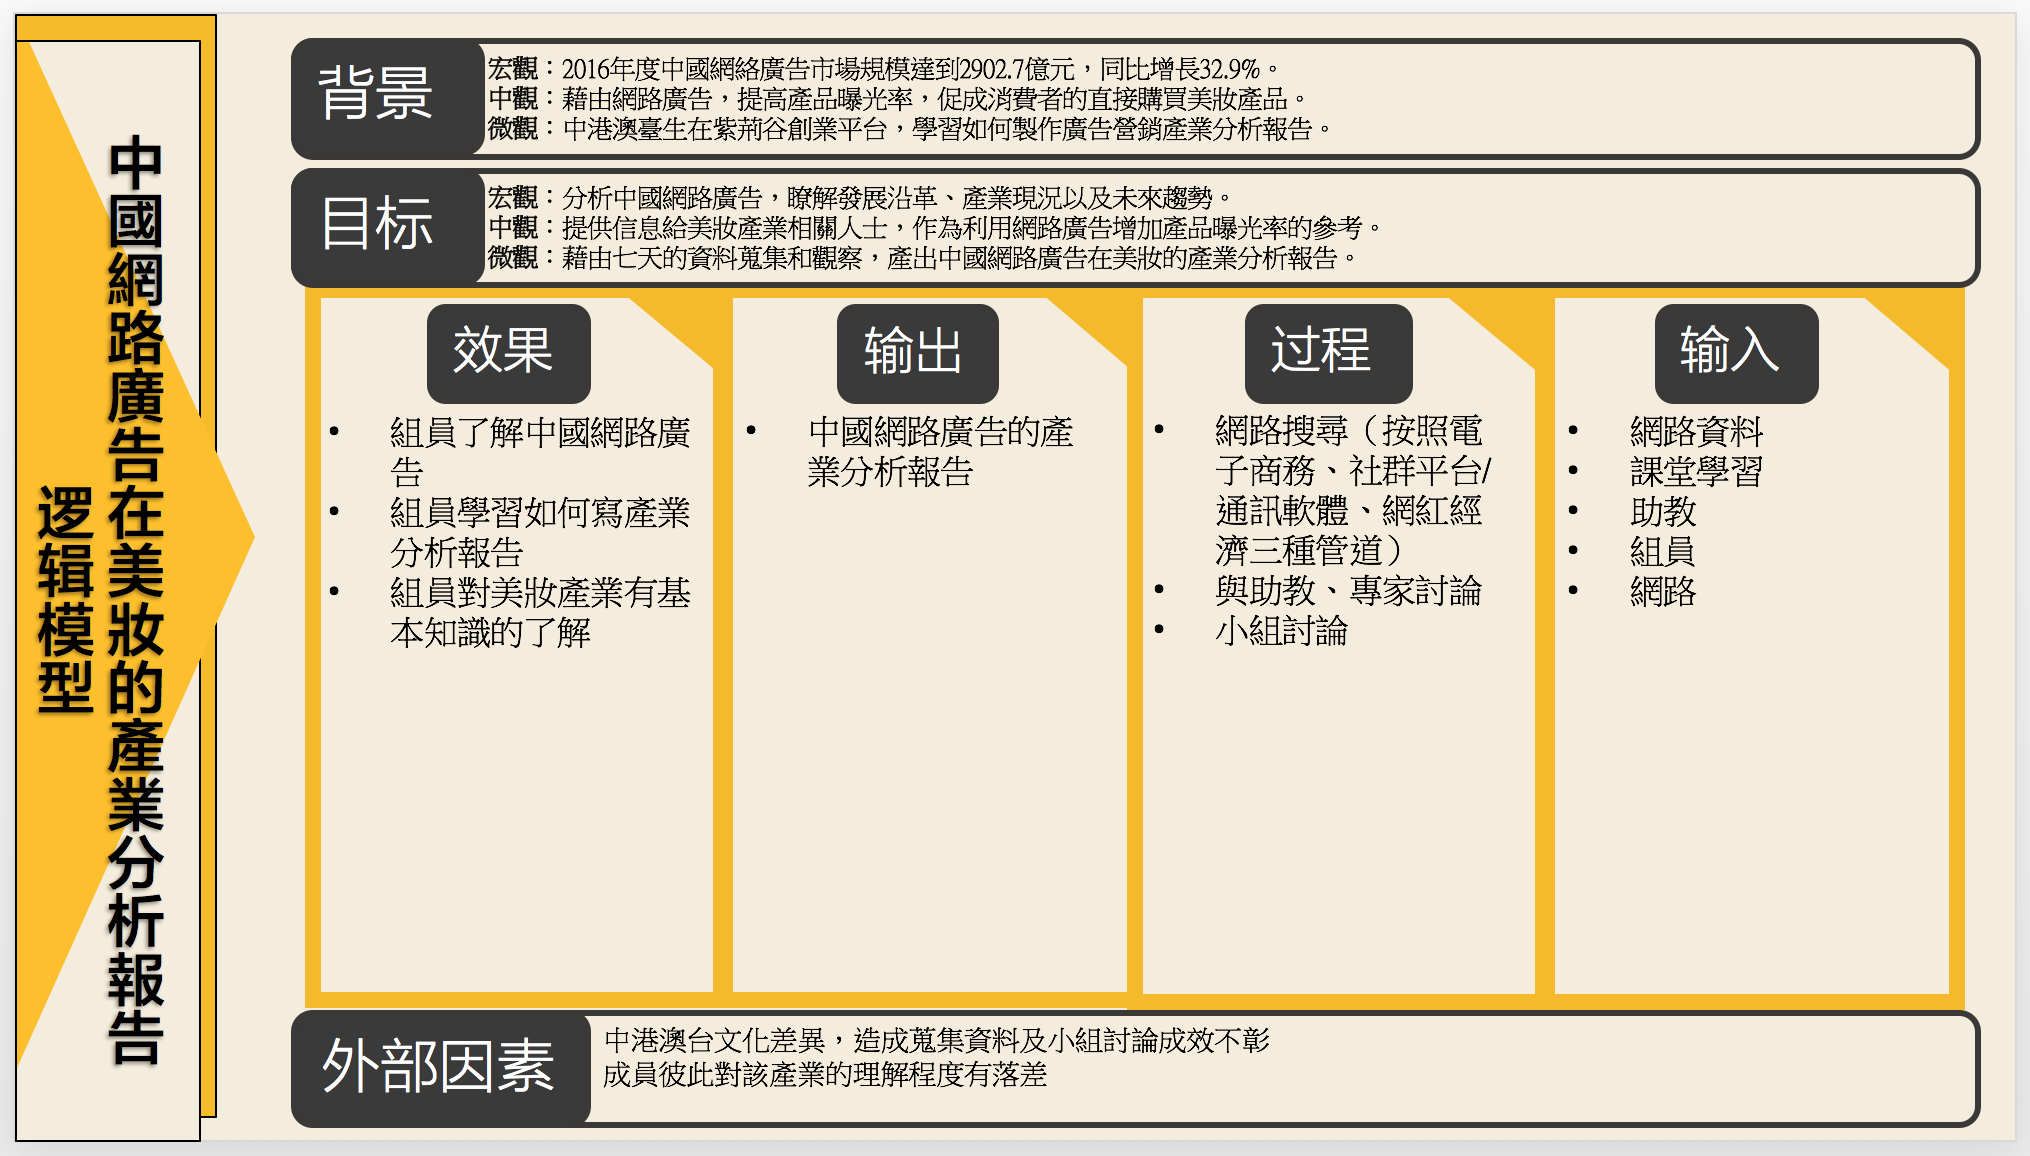 中國網路廣告在美妝的產業分析報告
逻辑模型
背景
宏觀：2016年度中國網絡廣告市場規模達到2902.7億元，同比增長32.9%。
中觀：藉由網路廣告，提高產品曝光率，促成消費者的直接購買美妝產品。
微觀：中港澳臺生在紫荊谷創業平台，學習如何製作廣告營銷產業分析報告。
目标
宏觀：分析中國網路廣告，瞭解發展沿革、產業現況以及未來趨勢。
中觀：提供信息給美妝產業相關人士，作為利用網路廣告增加產品曝光率的參考。
微觀：藉由七天的資料蒐集和觀察，產出中國網路廣告在美妝的產業分析報告。
效果
• 組員了解中國網路廣
告
• 組員學習如何寫產業
分析報告
• 組員對美妝產業有基
本知識的了解
输出
• 中國網路廣告的產
業分析報告
过程
• 網路搜尋（按照電
子商務、社群平台/
通訊軟體、網紅經
濟三種管道）
• 與助教、專家討論
• 小組討論
输入
• 網路資料
• 課堂學習
• 助教
• 組員
• 網路
外部因素
中港澳台文化差異，造成蒐集資料及小組討論成效不彰
成員彼此對該產業的理解程度有落差